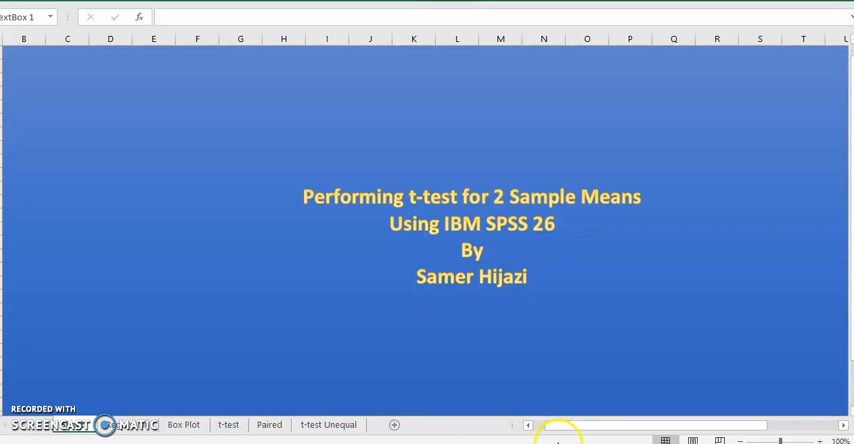 extBox 1
fx
B C D E F G H I J K L M N O P Q R S T U
Performing t-test for 2 Sample Means
Using IBM SPSS 26
By
Samer Hijazi
RECORDED WITH
SCREENCAST MATIC
Box Plot t-test Paired t-test Unequal
100%